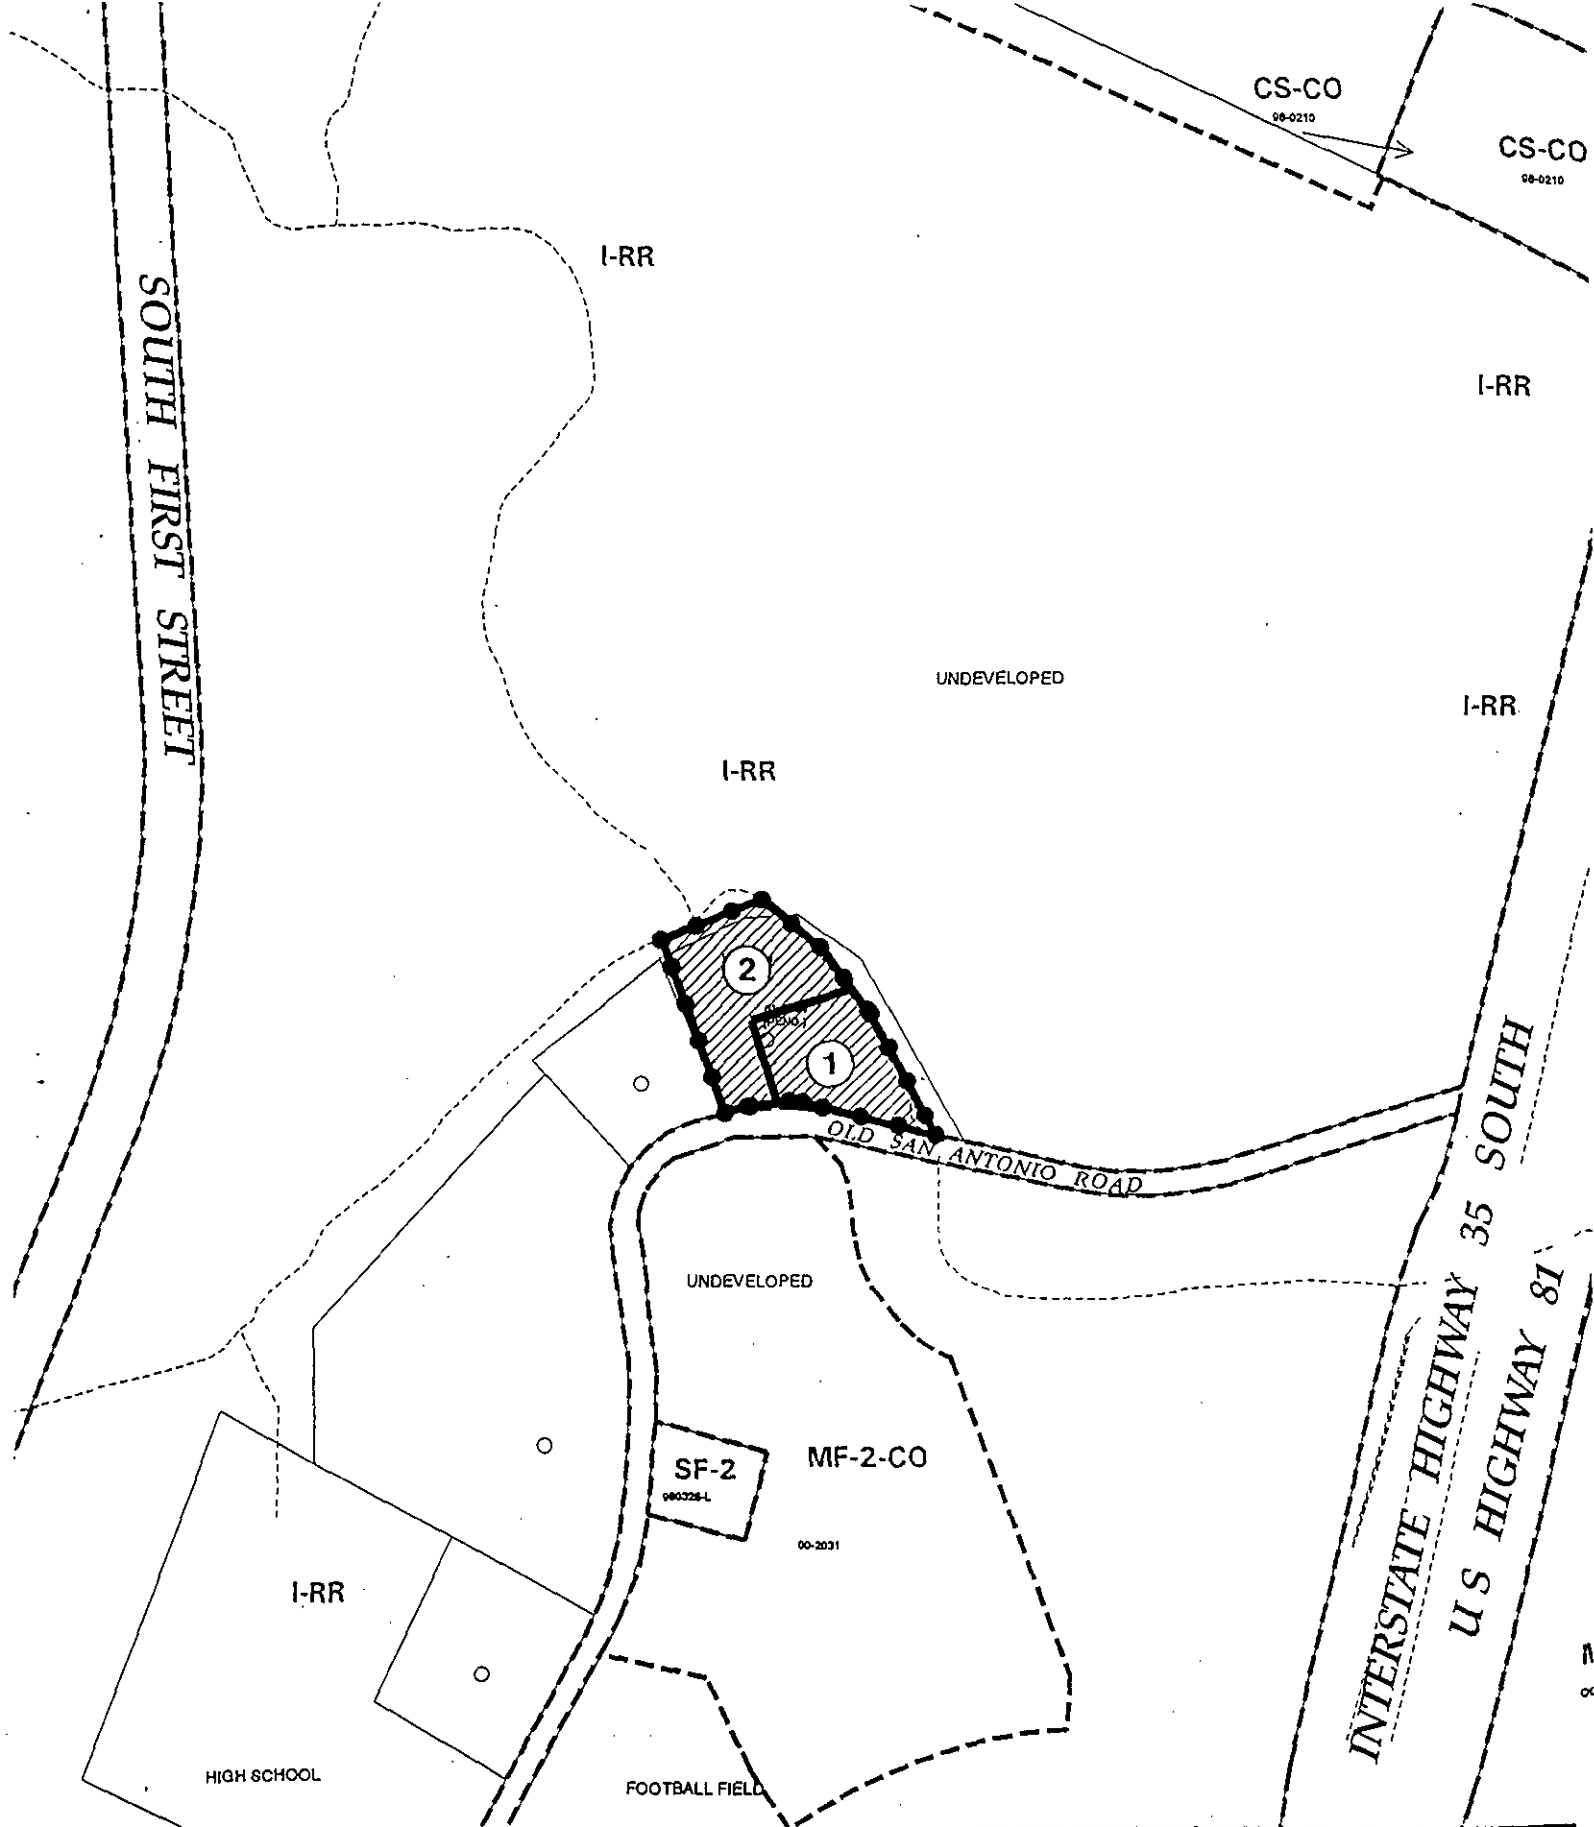 CS-CO
98-0210
CS-CO
98-0210
I-RR
I-RR
SOUTH FIRST STREET
UNDEVELOPED
I-RR
I-RR
2
1
OLD SAN ANTONIO ROAD
INTERSTATE HIGHWAY 35 SOUTH
US HIGHWAY 81
UNDEVELOPED
SF-2
MF-2-CO
00-2031
I-RR
HIGH SCHOOL
FOOTBALL FIELD